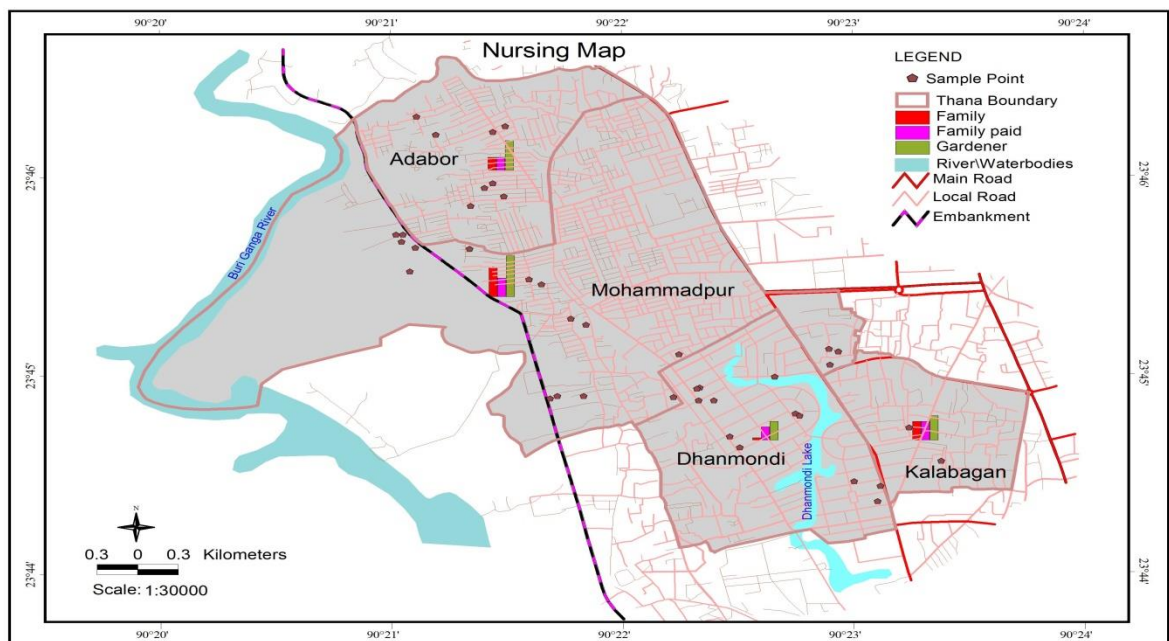 90°20' 90°21' 90°22' 90°23' 90°24'
Nursing Map
LEGEND
Sample Point
Thana Boundary
Family
Family paid
Gardener
River\Waterbodies
Main Road
Local Road
Embankment
23°46' 23°46'
Adabor
Buri Ganga River
Mohammadpur
23°45' 23°45'
Dhanmondi
Dhanmondi Lake
Kalabagan
N
0.3 0 0.3 Kilometers
Scale: 1:30000
23°44' 23°44'
90°20' 90°21' 90°22' 90°23' 90°24'